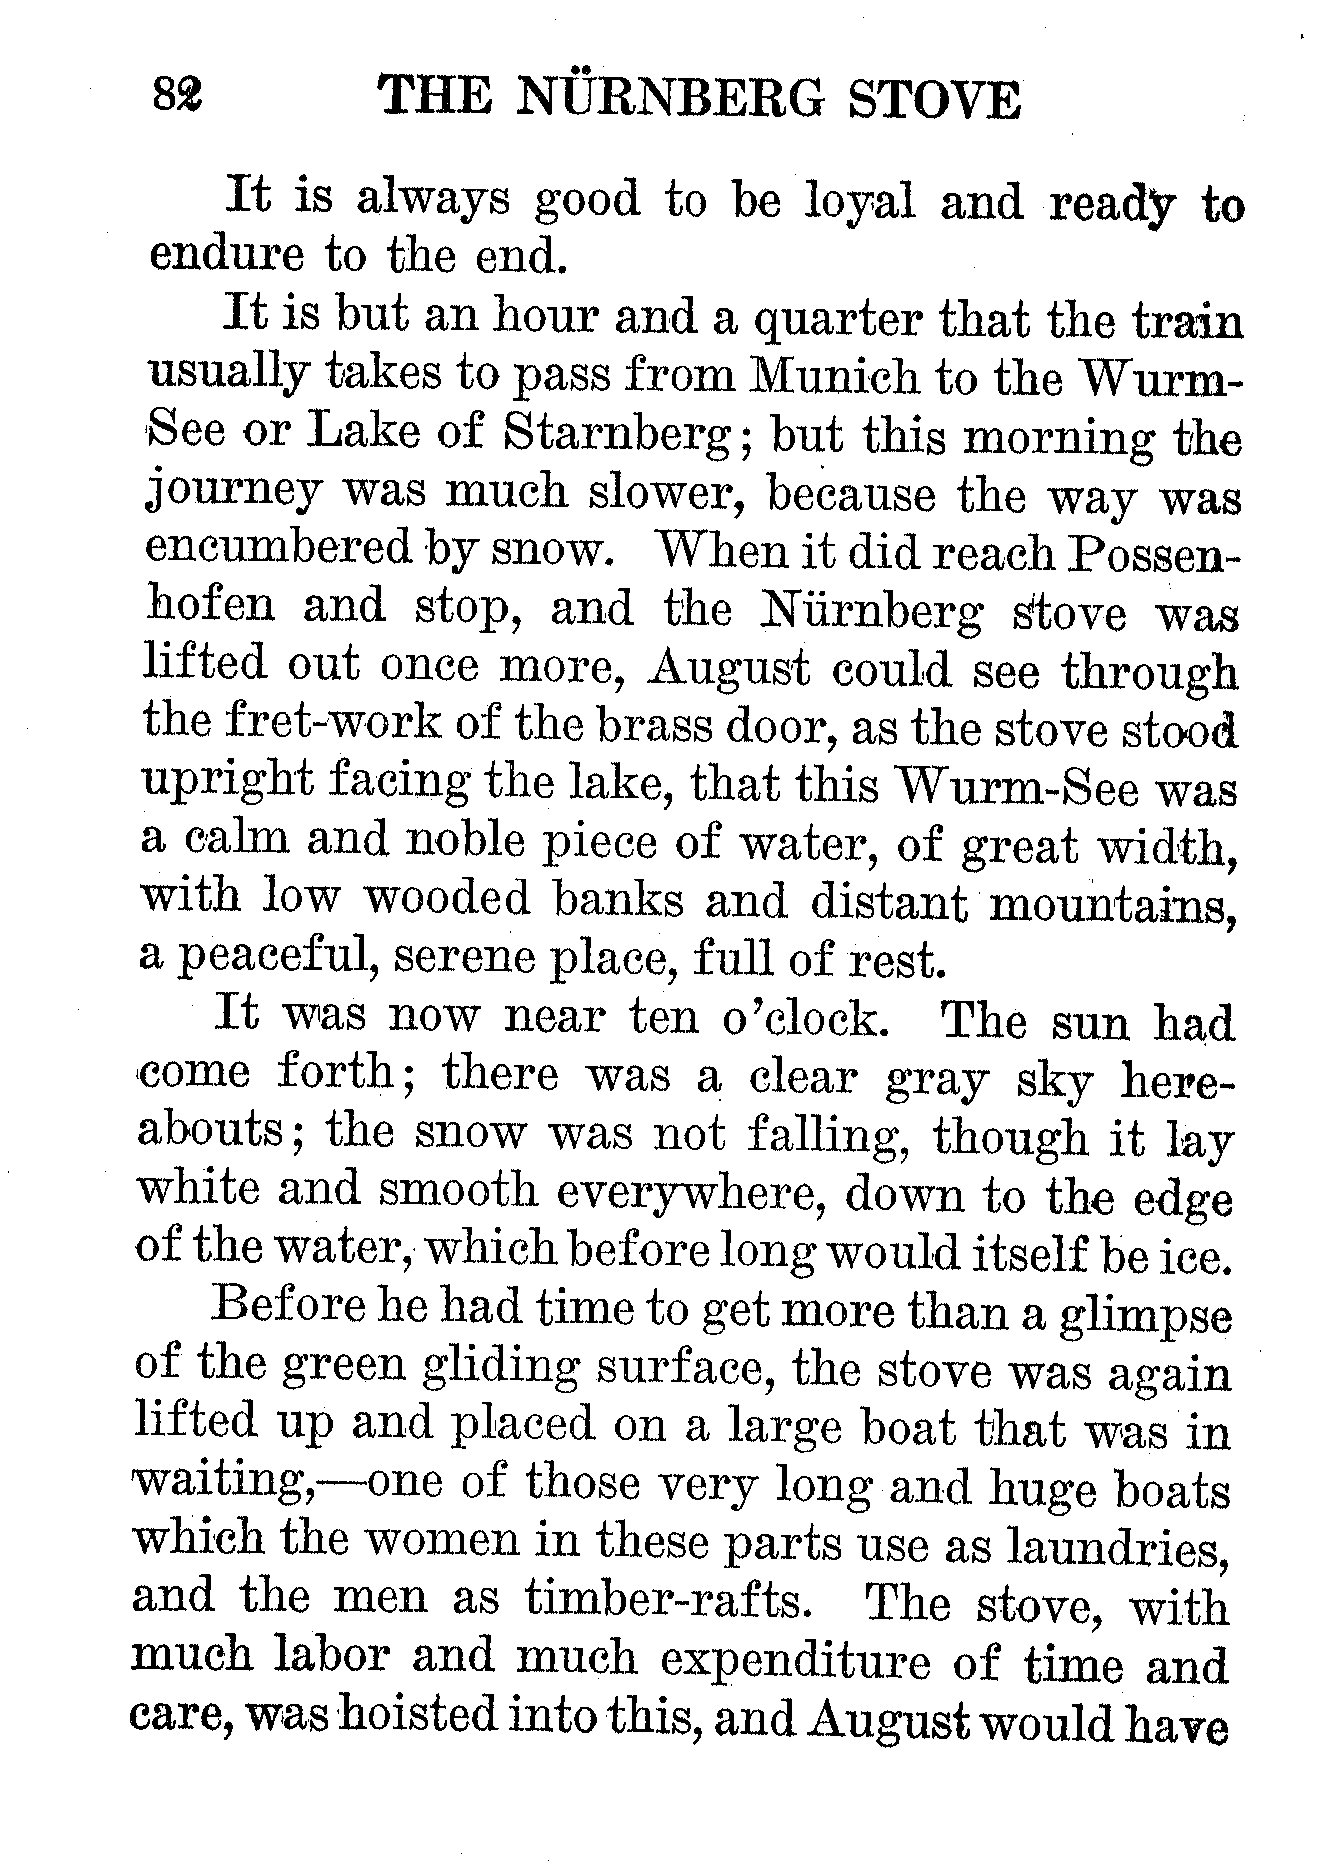 82 THE NÜRNBERG STOVE
It is always good to be loyal and ready to
endure to the end.
It is but an hour and a quarter that the train
usually takes to pass from Munich to the Wurm-
See or Lake of Starnberg; but this morning the
journey was much slower, because the way was
encumbered by snow. When it did reach Possen-
hofen and stop, and the Nürnberg stove was
lifted out once more, August could see through
the fret-work of the brass door, as the stove stood
upright facing the lake, that this Wurm-See was
a calm and noble piece of water, of great width,
with low wooded banks and distant mountains,
a peaceful, serene place, full of rest.
It was now near ten o'clock. The sun had
come forth; there was a clear gray sky here-
abouts; the snow was not falling, though it lay
white and smooth everywhere, down to the edge
of the water, which before long would itself be ice.
Before he had time to get more than a glimpse
of the green gliding surface, the stove was again
lifted up and placed on a large boat that was in
waiting,—one of those very long and huge boats
which the women in these parts use as laundries,
and the men as timber-rafts. The stove, with
much labor and much expenditure of time and
care, was hoisted into this, and August would have